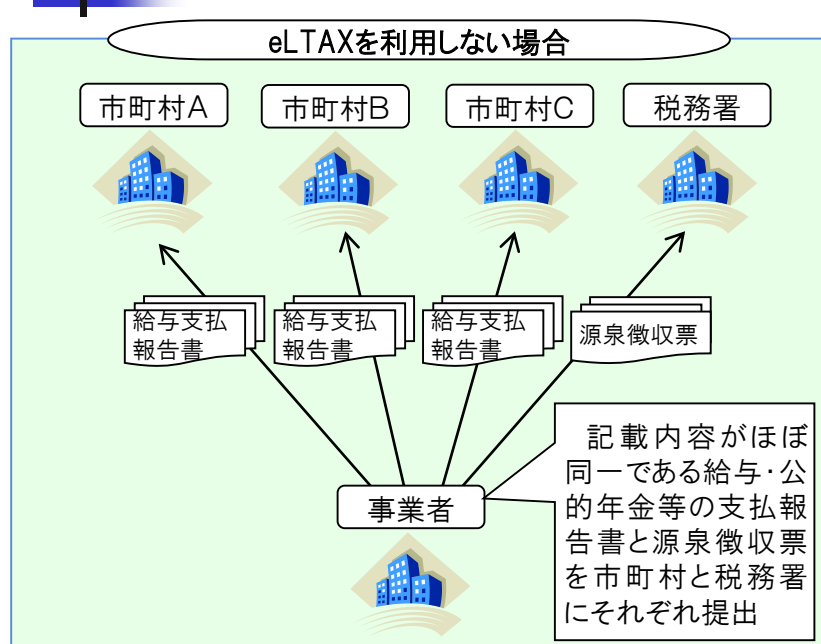 eLTAXを利用しない場合
市町村A
市町村B
市町村C
税務署
給与支払
報告書
給与支払
報告書
給与支払
報告書
源泉徴収票
事業者
記載内容がほぼ
同一である給与・公
的年金等の支払報
告書と源泉徴収票
を市町村と税務署
にそれぞれ提出